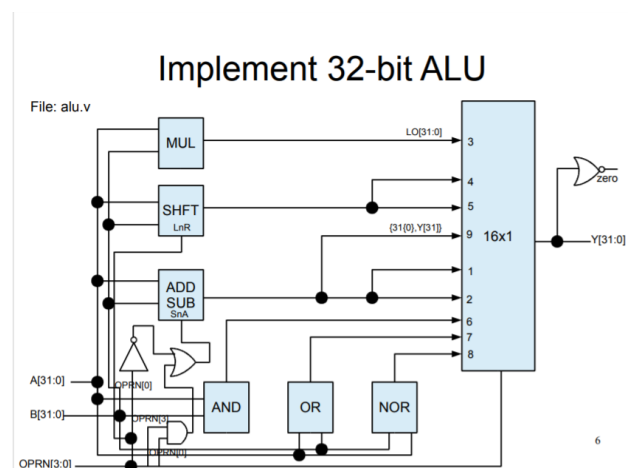 Implement 32-bit ALU
File: alu.v
MUL
LO[31:0]
3
4
SHFT
LnR
5
{31{0},Y[31]}
9
16x1
zero
Y[31:0]
ADD
SUB
SnA
1
2
6
7
8
A[31:0]
OPRN[0]
B[31:0]
OPRN[3]
AND
OR
NOR
OPRN[0]
OPRN[3:0]
6